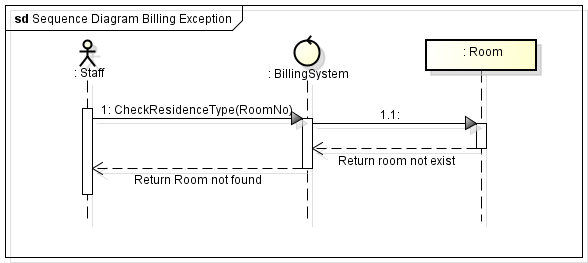 sd Sequence Diagram Billing Exception
: Staff
: BillingSystem
: Room
1: CheckResidenceType(RoomNo)
1.1:
Return room not exist
Return Room not found